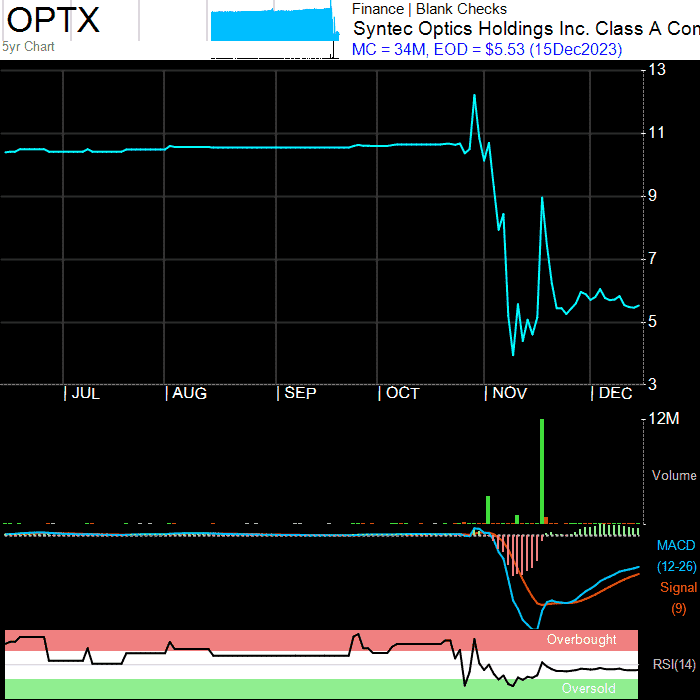 OPTX
5yr Chart
Finance | Blank Checks
Syntec Optics Holdings Inc. Class A Con
MC = 34M, EOD = $5.53 (15Dec2023)
13
11
9
7
5
3
| JUL | AUG | SEP | OCT | NOV | DEC
12M
Volume
MACD
(12-26)
Signal
(9)
Overbought
RSI(14)
Oversold